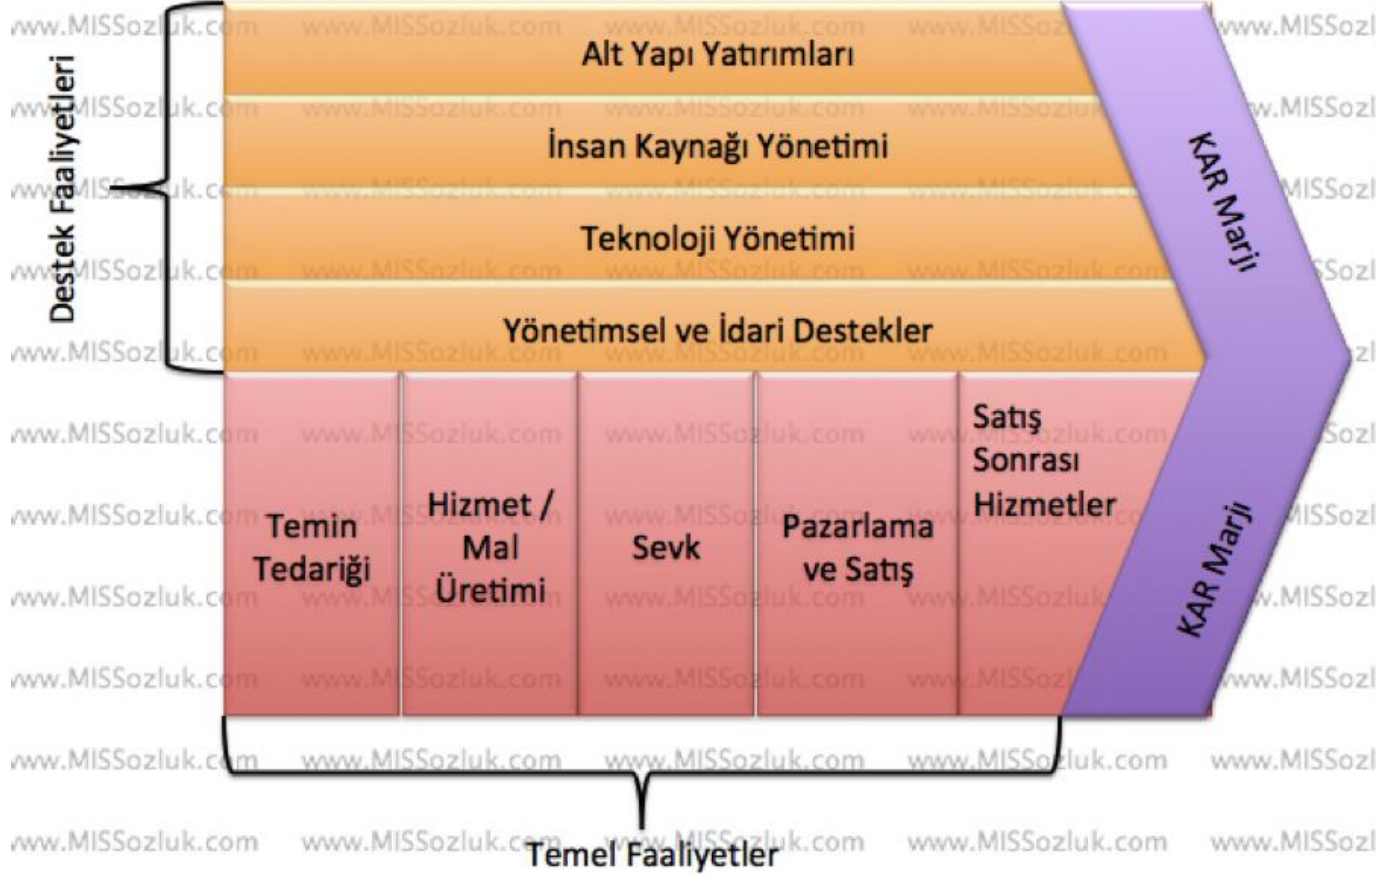 Destek Faaliyetleri
Alt Yapı Yatırımları
İnsan Kaynağı Yönetimi
Teknoloji Yönetimi
Yönetimsel ve İdari Destekler
KAR Marjı
Temin
Tedariği
Hizmet /
Mal
Üretimi
Sevk
Pazarlama
ve Satış
Satış
Sonrası
Hizmetler
KAR Marjı
Temel Faaliyetler
www.MISSozluk.com